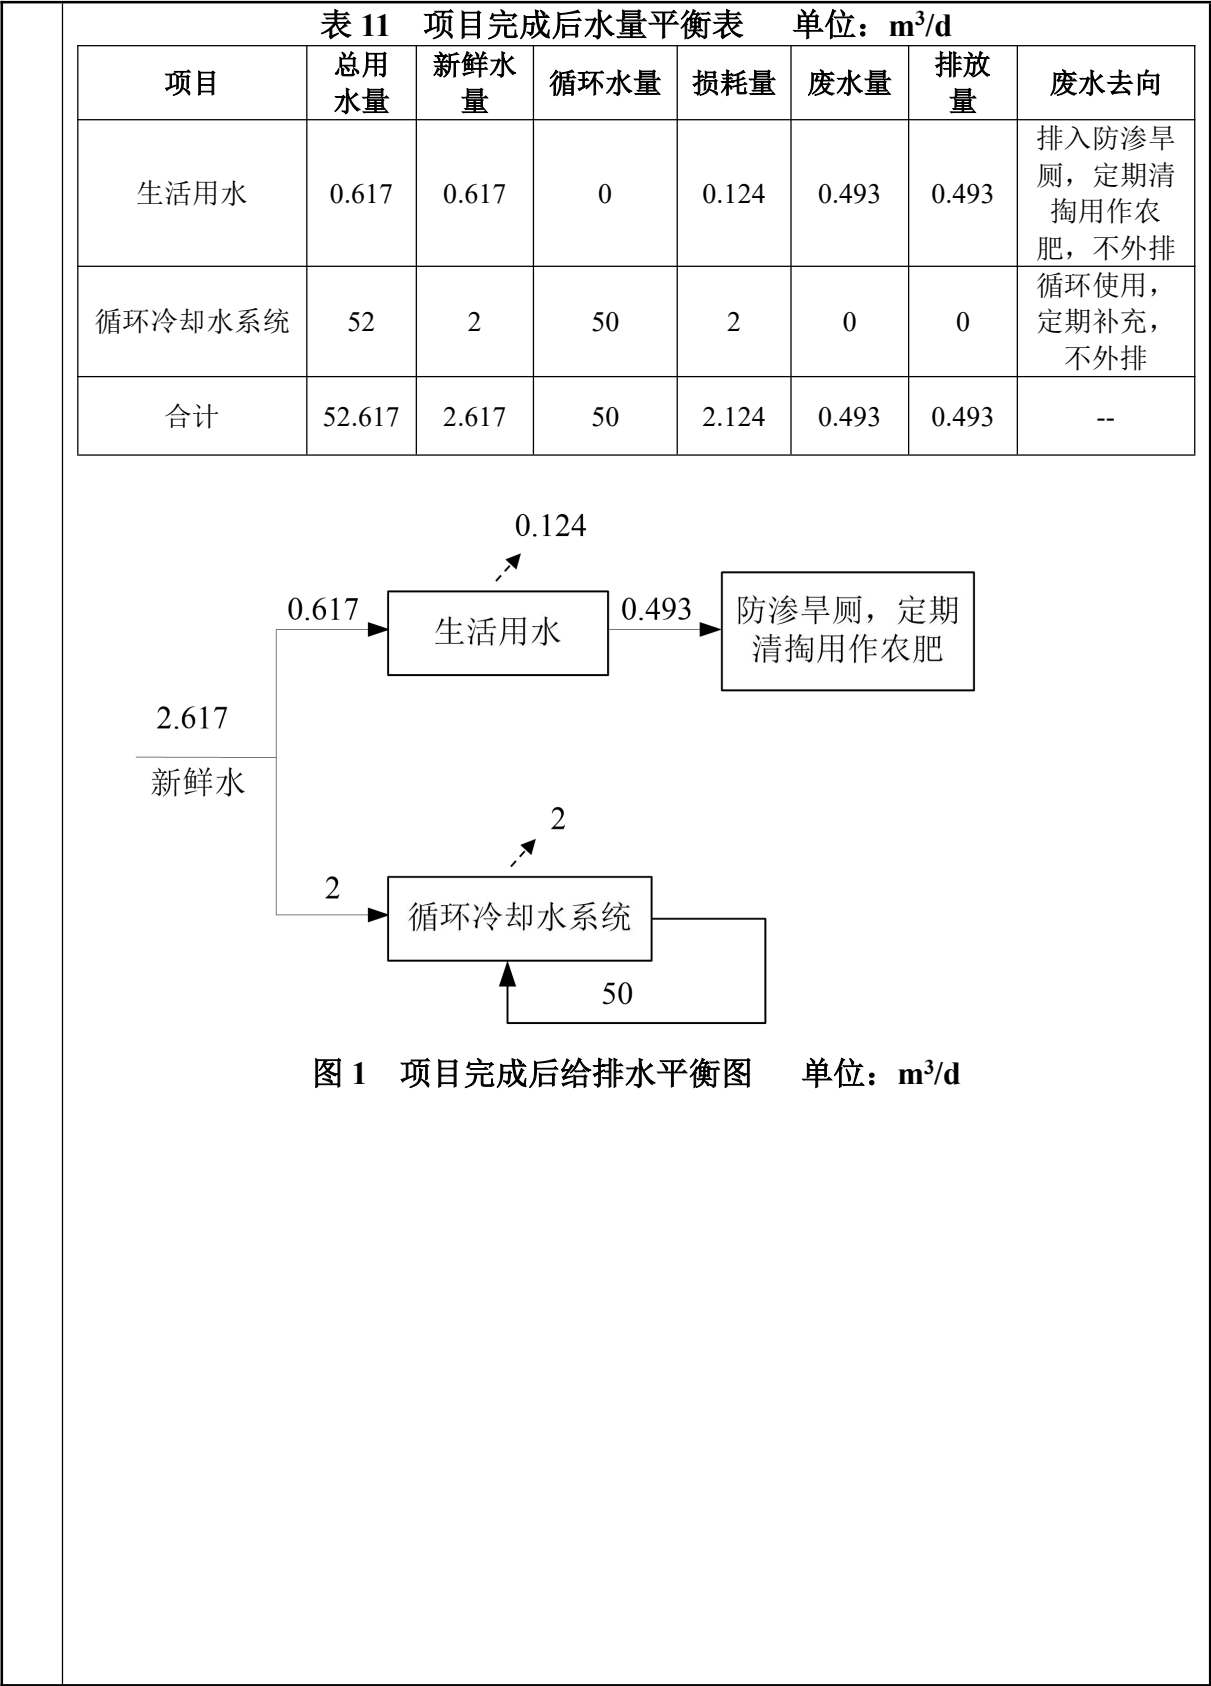 表 11 项目完成后水量平衡表 单位：m³/d
项目 总用水量 新鲜水量 循环水量 损耗量 废水量 排放量 废水去向
生活用水 0.617 0.617 0 0.124 0.493 0.493 排入防渗旱厕，定期清掏用作农肥，不外排
循环冷却水系统 52 2 50 2 0 0 循环使用，定期补充，不外排
合计 52.617 2.617 50 2.124 0.493 0.493 --
0.124
0.617
生活用水
0.493
防渗旱厕，定期
清掏用作农肥
2.617
新鲜水
2
2
循环冷却水系统
50
图 1 项目完成后给排水平衡图 单位：m³/d